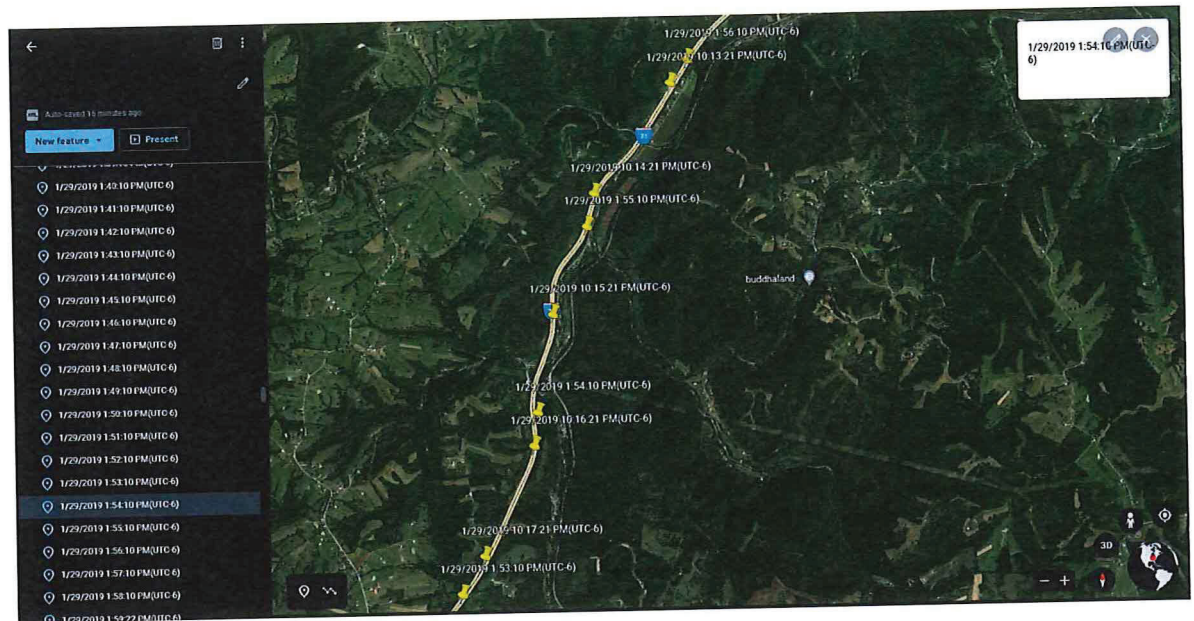 Auto-saved 16 minutes ago
New feature
Present
1/29/2019 1:40:10 PM(UTC-6)
1/29/2019 1:41:10 PM(UTC-6)
1/29/2019 1:42:10 PM(UTC-6)
1/29/2019 1:43:10 PM(UTC-6)
1/29/2019 1:44:10 PM(UTC-6)
1/29/2019 1:45:10 PM(UTC-6)
1/29/2019 1:46:10 PM(UTC-6)
1/29/2019 1:47:10 PM(UTC-6)
1/29/2019 1:48:10 PM(UTC-6)
1/29/2019 1:49:10 PM(UTC-6)
1/29/2019 1:50:10 PM(UTC-6)
1/29/2019 1:51:10 PM(UTC-6)
1/29/2019 1:52:10 PM(UTC-6)
1/29/2019 1:53:10 PM(UTC-6)
1/29/2019 1:54:10 PM(UTC-6)
1/29/2019 1:55:10 PM(UTC-6)
1/29/2019 1:56:10 PM(UTC-6)
1/29/2019 1:57:10 PM(UTC-6)
1/29/2019 1:58:10 PM(UTC-6)
1/29/2019 1:59:22 PM(UTC-6)
1/29/2019 1:56:10 PM(UTC-6)
1/29/2019 10:13:21 PM(UTC-6)
1/29/2019 10:14:21 PM(UTC-6)
1/29/2019 1:55:10 PM(UTC-6)
buddhaland
1/29/2019 10:15:21 PM(UTC-6)
1/29/2019 1:54:10 PM(UTC-6)
1/29/2019 10:16:21 PM(UTC-6)
1/29/2019 10:17:21 PM(UTC-6)
1/29/2019 1:53:10 PM(UTC-6)
1/29/2019 1:54:10 PM(UTC-
6)
3D